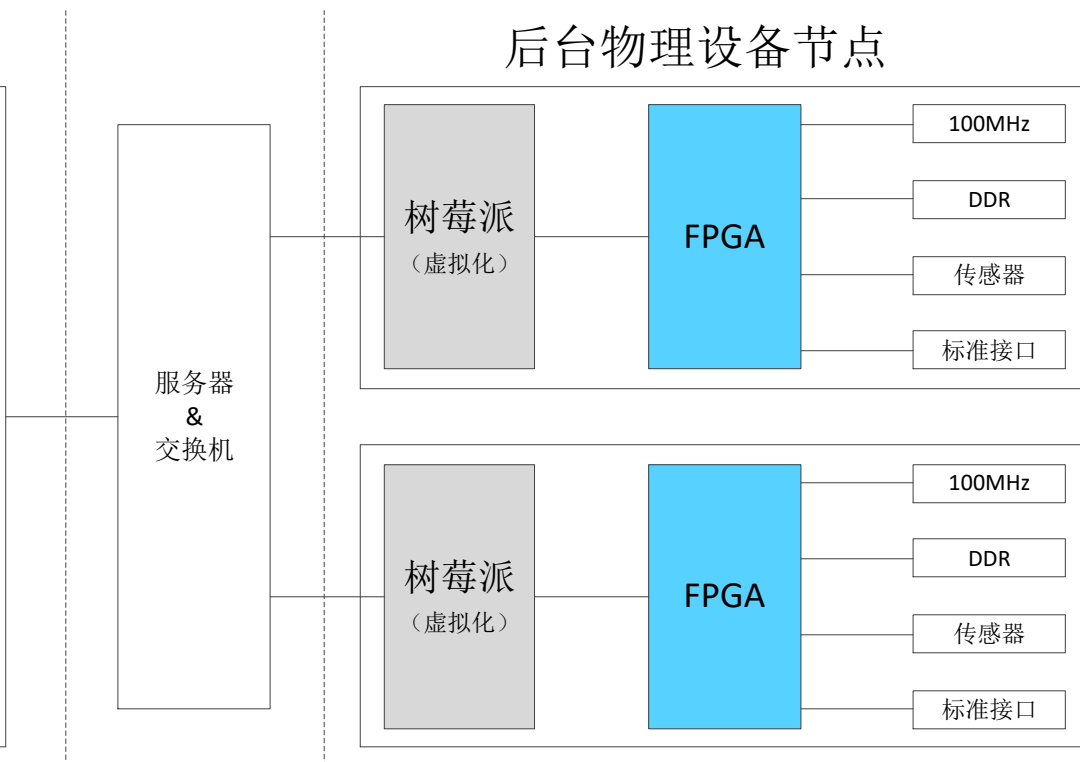 后台物理设备节点
服务器
&
交换机
树莓派
（虚拟化）
FPGA
100MHz
DDR
传感器
标准接口
树莓派
（虚拟化）
FPGA
100MHz
DDR
传感器
标准接口